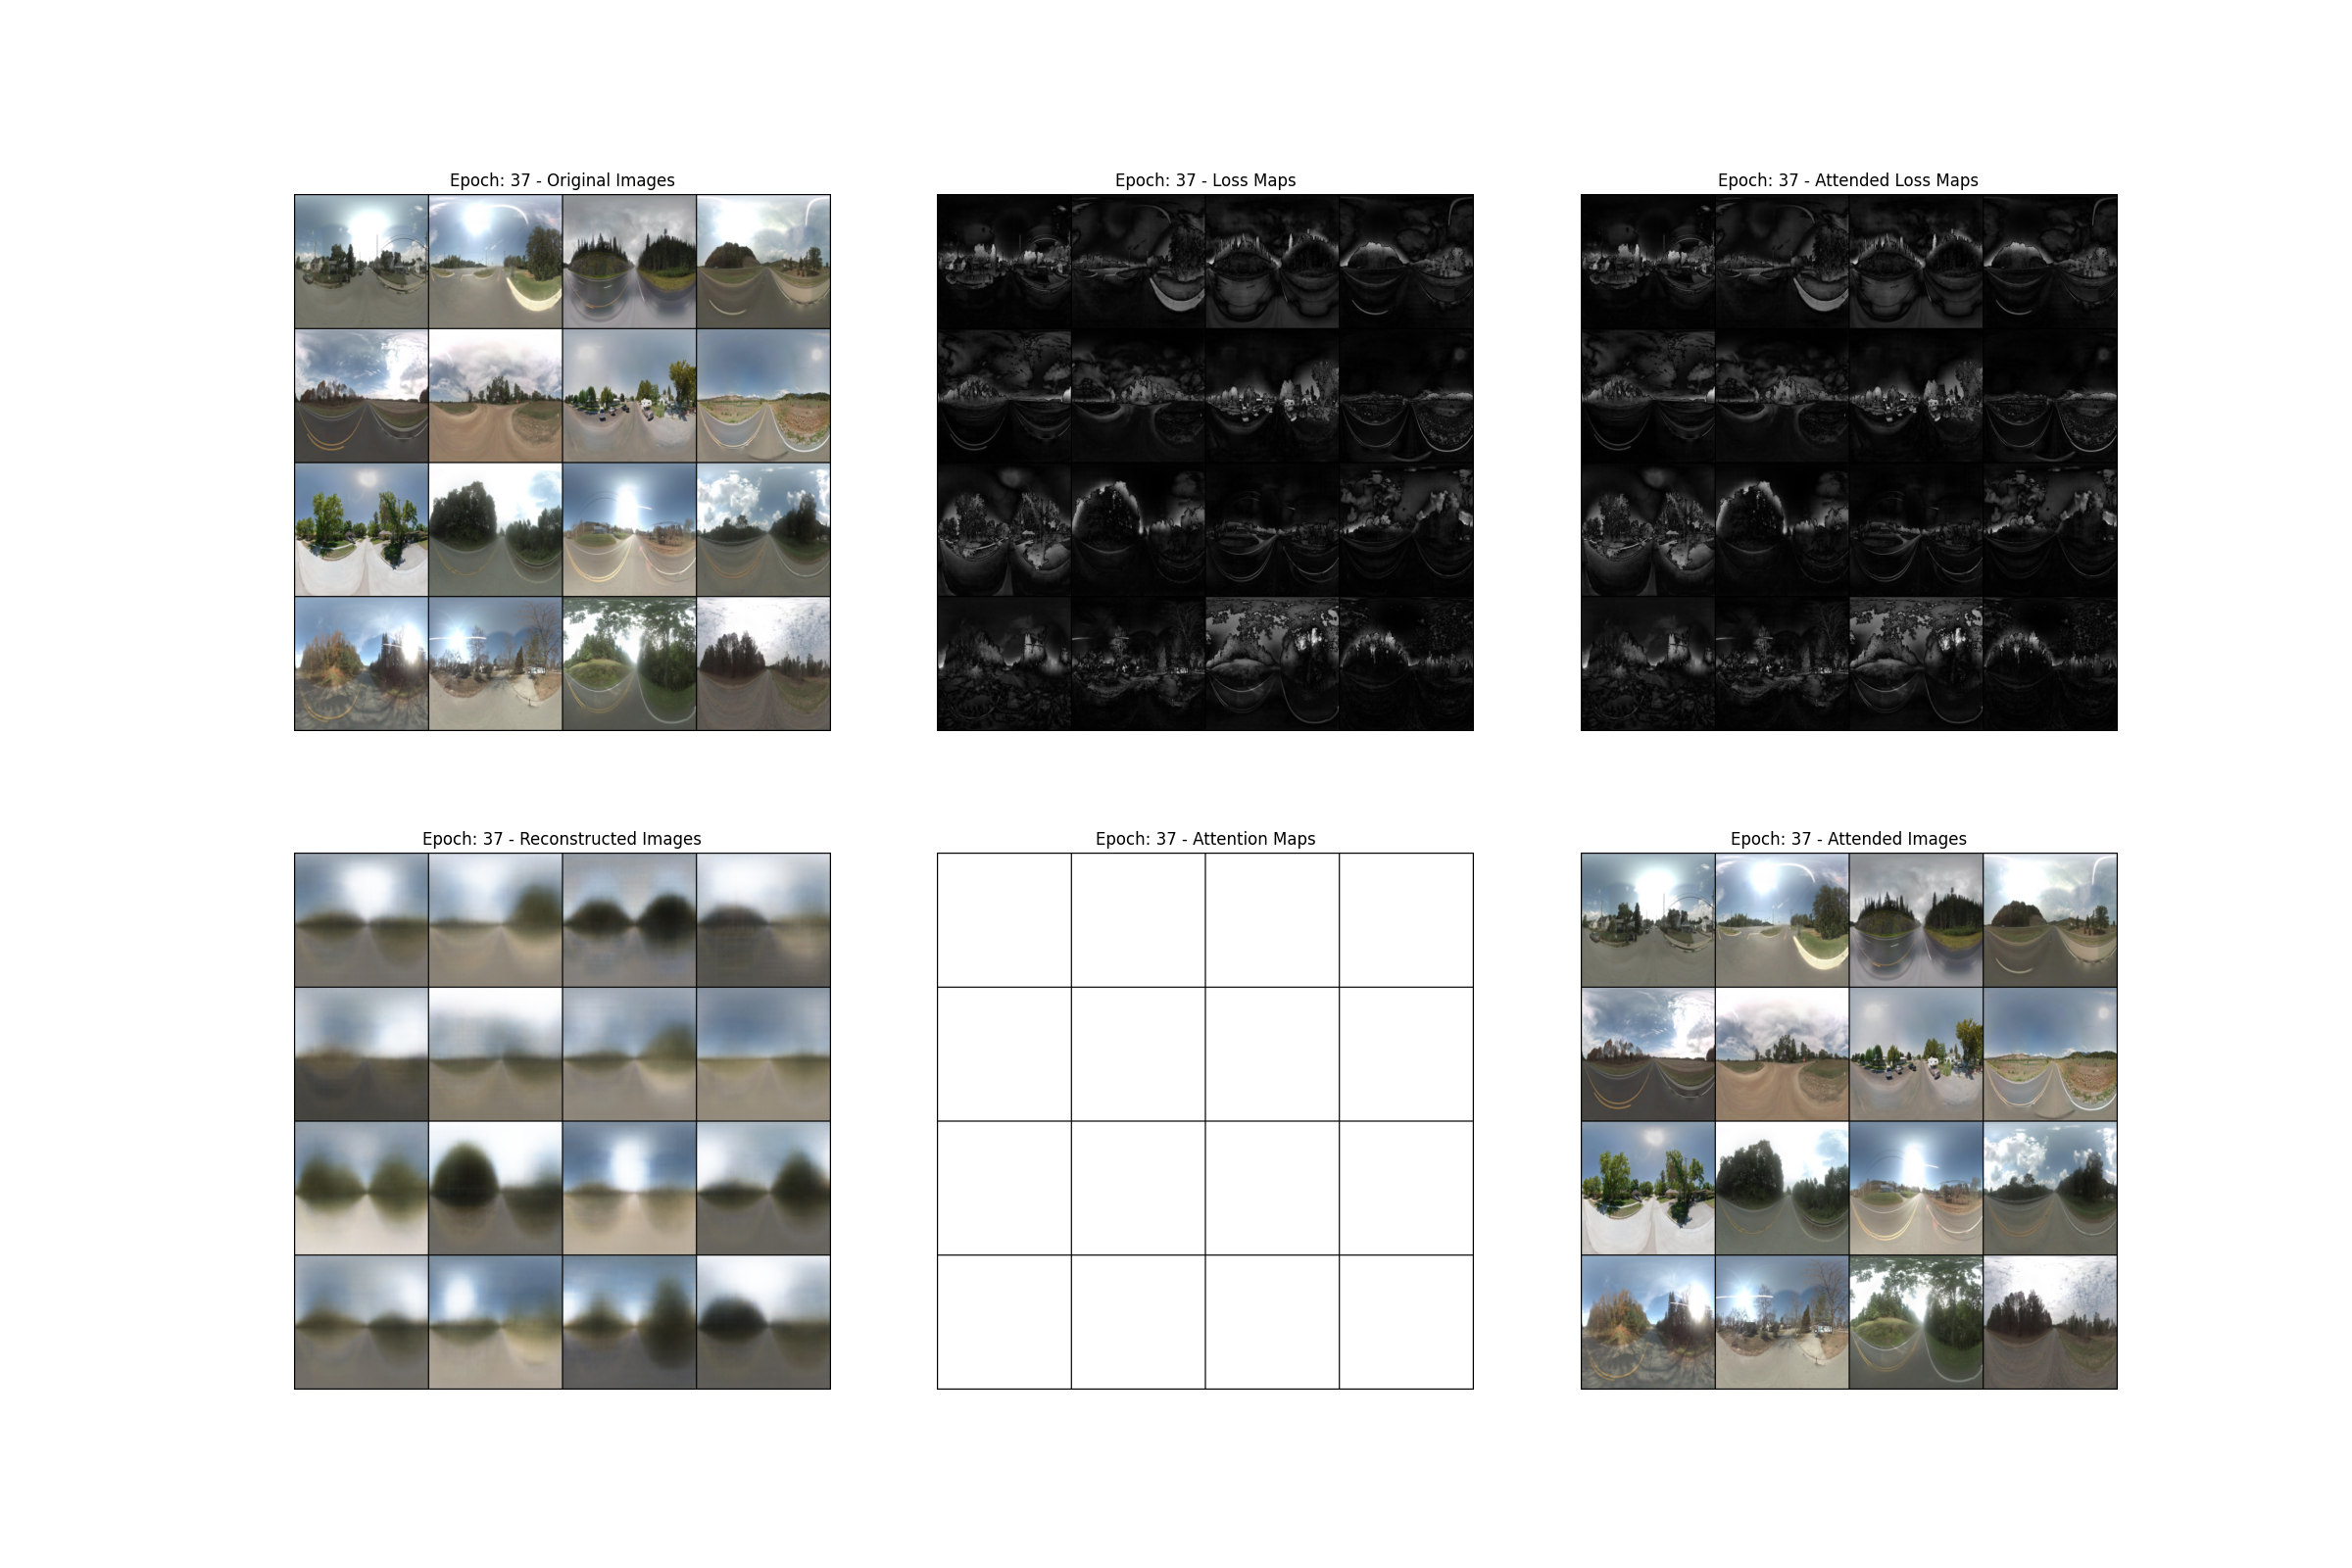 Epoch: 37 - Original Images
Epoch: 37 - Loss Maps
Epoch: 37 - Attended Loss Maps
Epoch: 37 - Reconstructed Images
Epoch: 37 - Attention Maps
Epoch: 37 - Attended Images